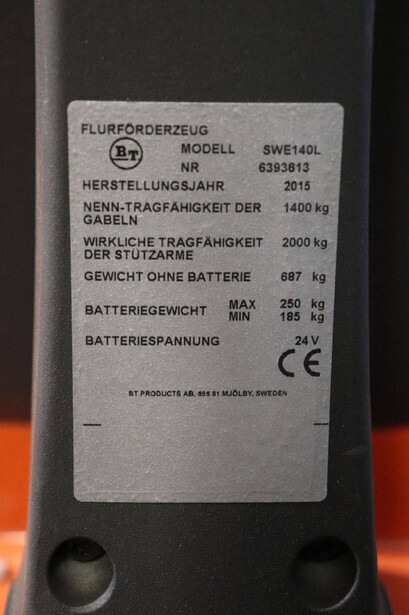 FLURFÖRDERZEUG
BT MODELL SWE140L
NR 6393613
HERSTELLUNGSJAHR 2015
NENN-TRAGFÄHIGKEIT DER GABELN 1400 kg
WIRKLICHE TRAGFÄHIGKEIT DER STÜTZARME 2000 kg
GEWICHT OHNE BATTERIE 687 kg
BATTERIEGEWICHT MAX 250 kg
MIN 185 kg
BATTERIESPANNUNG 24 V
CE
BT PRODUCTS AB, 595 81 MJÖLBY, SWEDEN